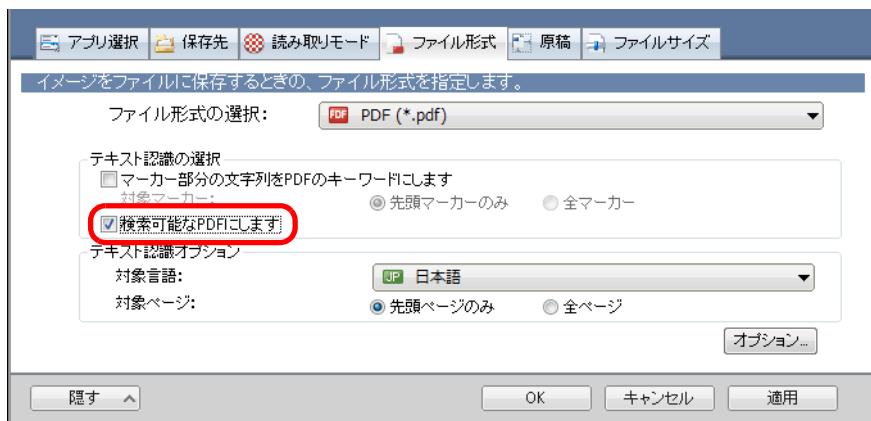 アプリ選択 保存先 読み取りモード ファイル形式 原稿 ファイルサイズ
イメージをファイルに保存するときの、ファイル形式を指定します。
ファイル形式の選択: PDF PDF (*.pdf)
テキスト認識の選択
マーカー部分の文字列をPDFのキーワードにします
対象マーカー: 先頭マーカーのみ 全マーカー
検索可能なPDFにします
テキスト認識オプション
対象言語: JP 日本語
対象ページ: 先頭ページのみ 全ページ
オプション...
隠す OK キャンセル 適用